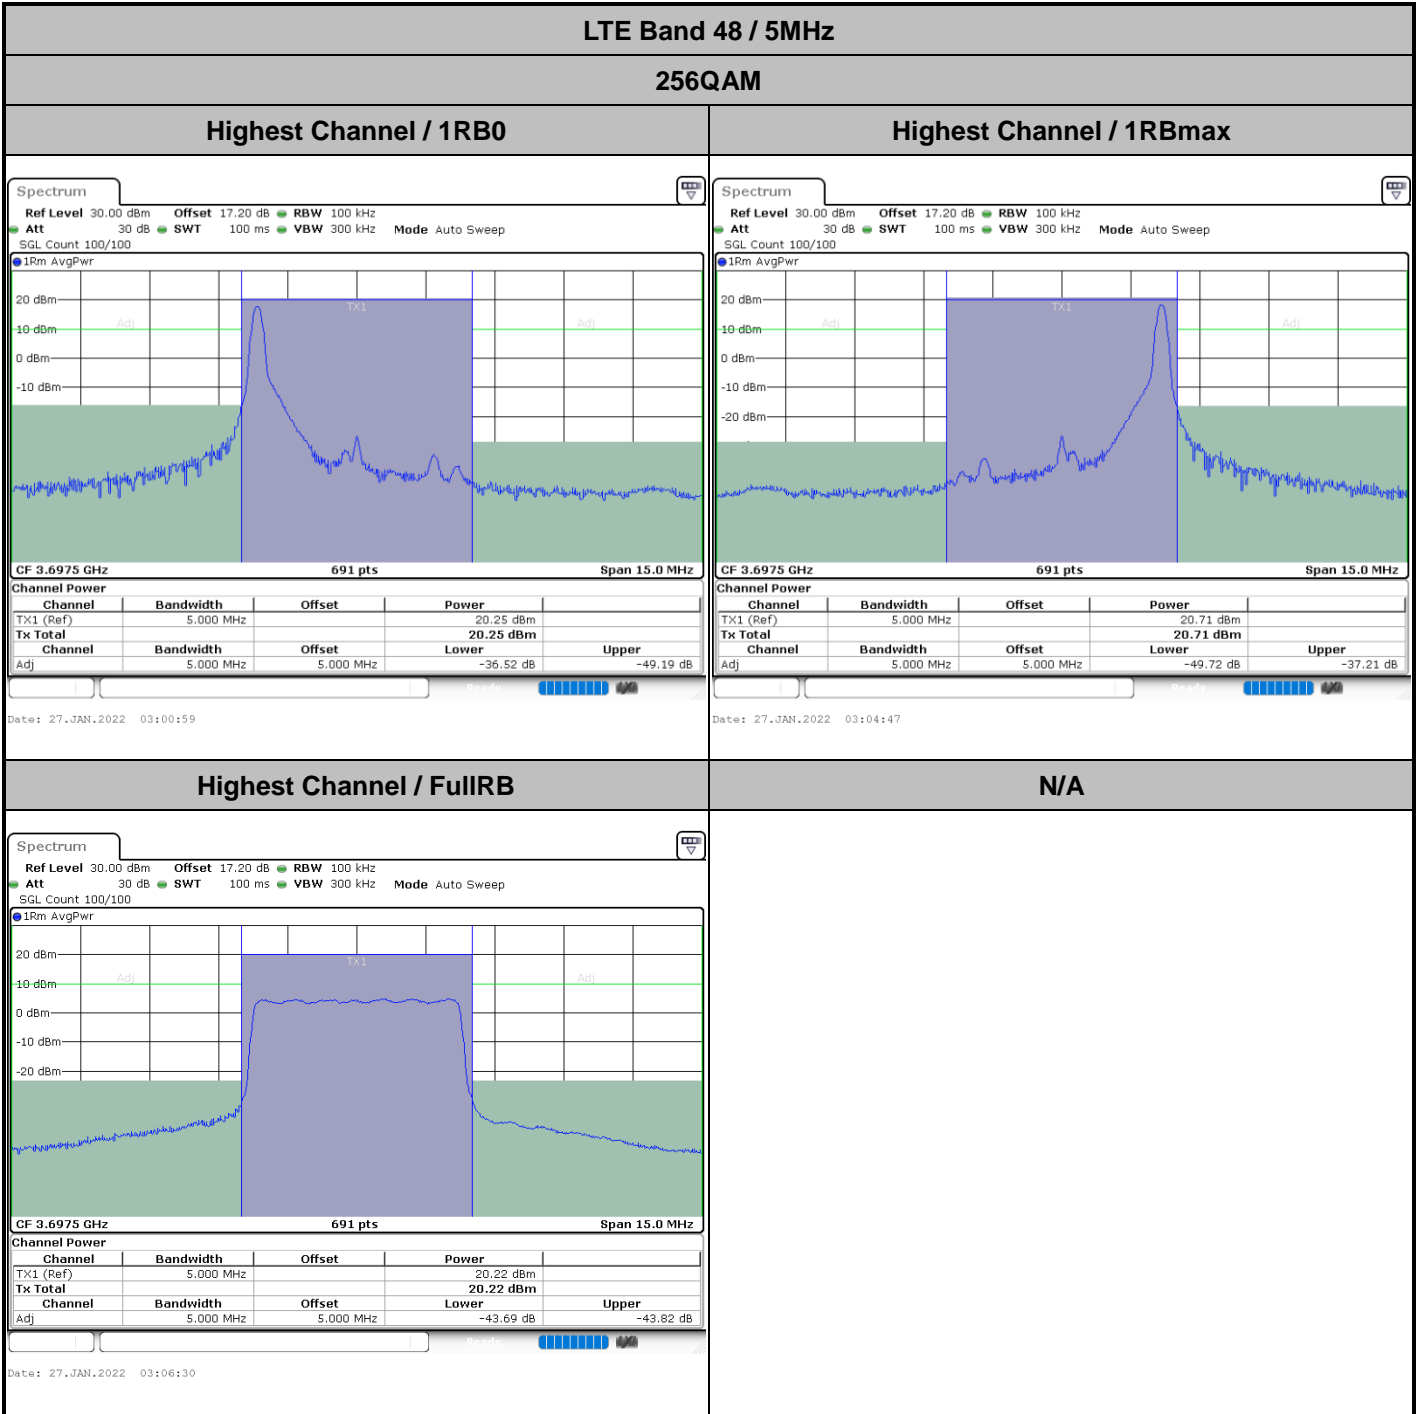 LTE Band 48 / 5MHz
256QAM
Highest Channel / 1RB0
Highest Channel / 1RBmax
Spectrum
Ref Level 30.00 dBm Offset 17.20 dB RBW 100 kHz
Att 30 dB SWT 100 ms VBW 300 kHz Mode Auto Sweep
SGL Count 100/100
1Rm AvgPwr
TX1
20 dBm
Adj
Adj
10 dBm
0 dBm
-10 dBm
CF 3.6975 GHz 691 pts Span 15.0 MHz
Channel Power
Channel Bandwidth Offset Power
TX1 (Ref) 5.000 MHz 20.25 dBm
Tx Total 20.25 dBm
Channel Bandwidth Offset Lower Upper
Adj 5.000 MHz 5.000 MHz -36.52 dB -49.19 dB
Ready
Date: 27.JAN.2022 03:00:59
Spectrum
Ref Level 30.00 dBm Offset 17.20 dB RBW 100 kHz
Att 30 dB SWT 100 ms VBW 300 kHz Mode Auto Sweep
SGL Count 100/100
1Rm AvgPwr
20 dBm
TX1
Adj
Adj
10 dBm
0 dBm
-10 dBm
-20 dBm
CF 3.6975 GHz 691 pts Span 15.0 MHz
Channel Power
Channel Bandwidth Offset Power
TX1 (Ref) 5.000 MHz 20.71 dBm
Tx Total 20.71 dBm
Channel Bandwidth Offset Lower Upper
Adj 5.000 MHz 5.000 MHz -49.72 dB -37.21 dB
Ready
Date: 27.JAN.2022 03:04:47
Highest Channel / FullRB
N/A
Spectrum
Ref Level 30.00 dBm Offset 17.20 dB RBW 100 kHz
Att 30 dB SWT 100 ms VBW 300 kHz Mode Auto Sweep
SGL Count 100/100
1Rm AvgPwr
20 dBm
TX1
Adj
Adj
10 dBm
0 dBm
-10 dBm
-20 dBm
CF 3.6975 GHz 691 pts Span 15.0 MHz
Channel Power
Channel Bandwidth Offset Power
TX1 (Ref) 5.000 MHz 20.22 dBm
Tx Total 20.22 dBm
Channel Bandwidth Offset Lower Upper
Adj 5.000 MHz 5.000 MHz -43.69 dB -43.82 dB
Ready
Date: 27.JAN.2022 03:06:30